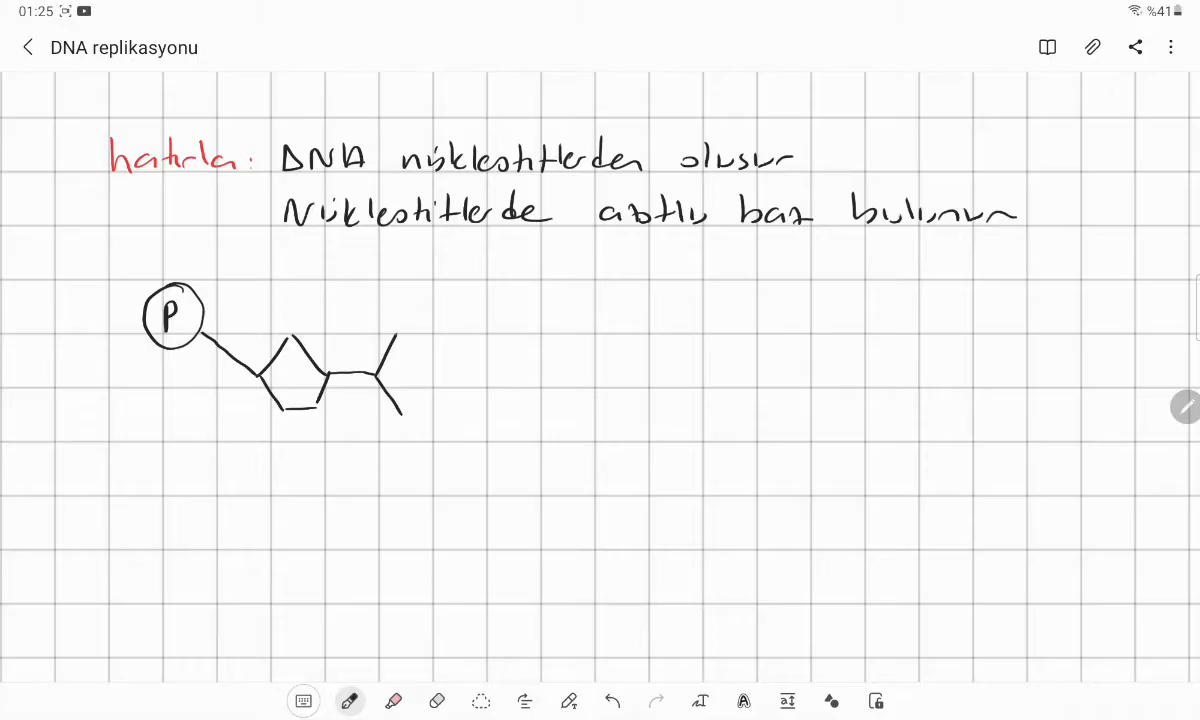 01:25 %41
DNA replikasyonu
hatırla: DNA nükleotitlerden oluşur
Nükleotitlerde azotlu baz bulunur
P